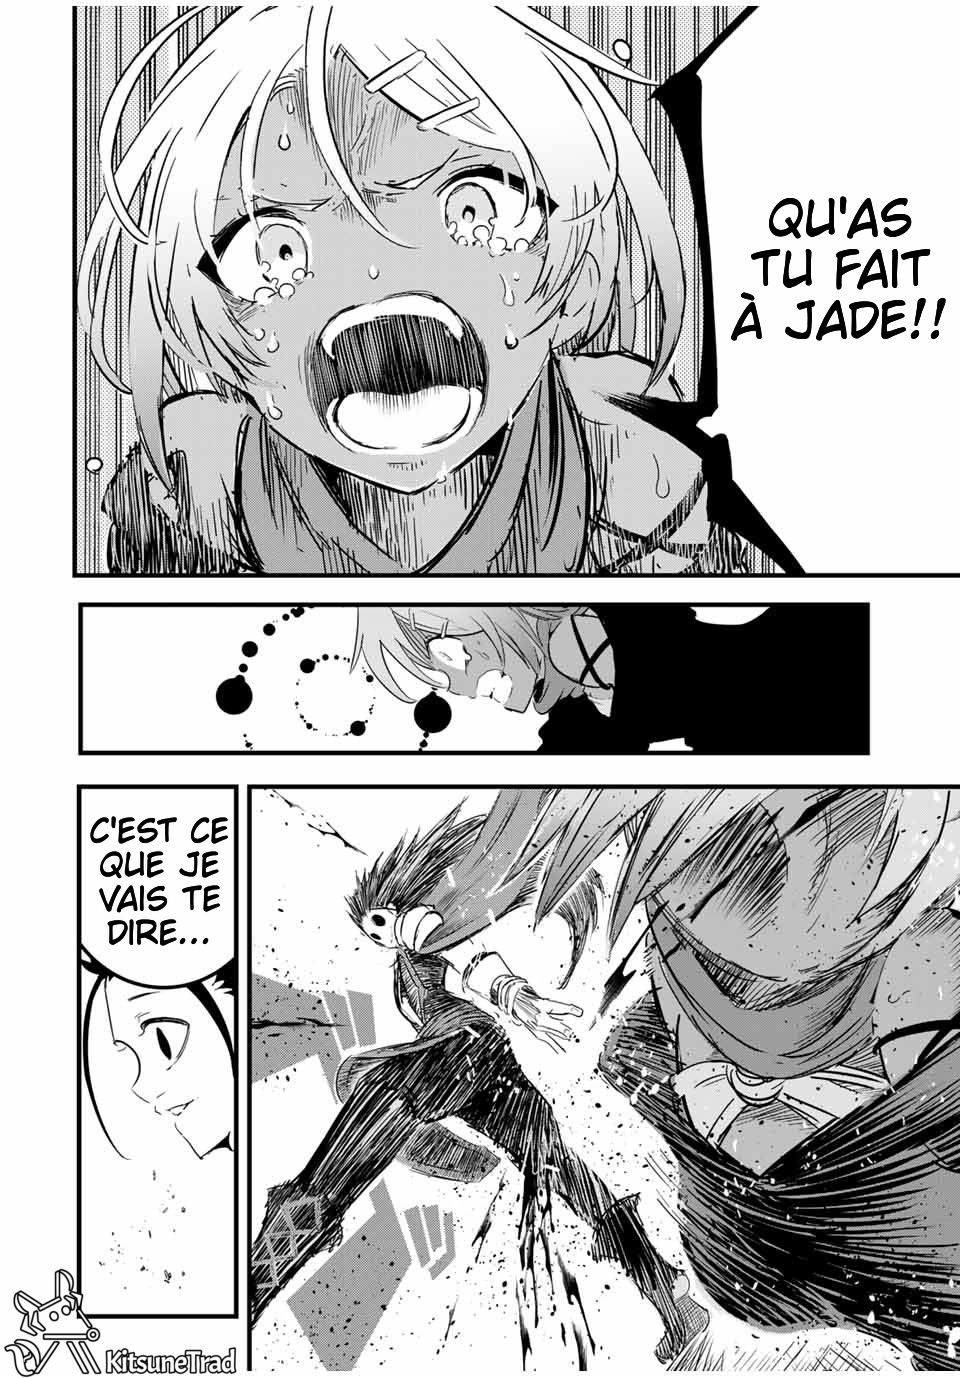 QU'AS
TU FAIT
À JADE!!
C'EST CE
QUE JE
VAIS TE
DIRE...
KitsuneTrad